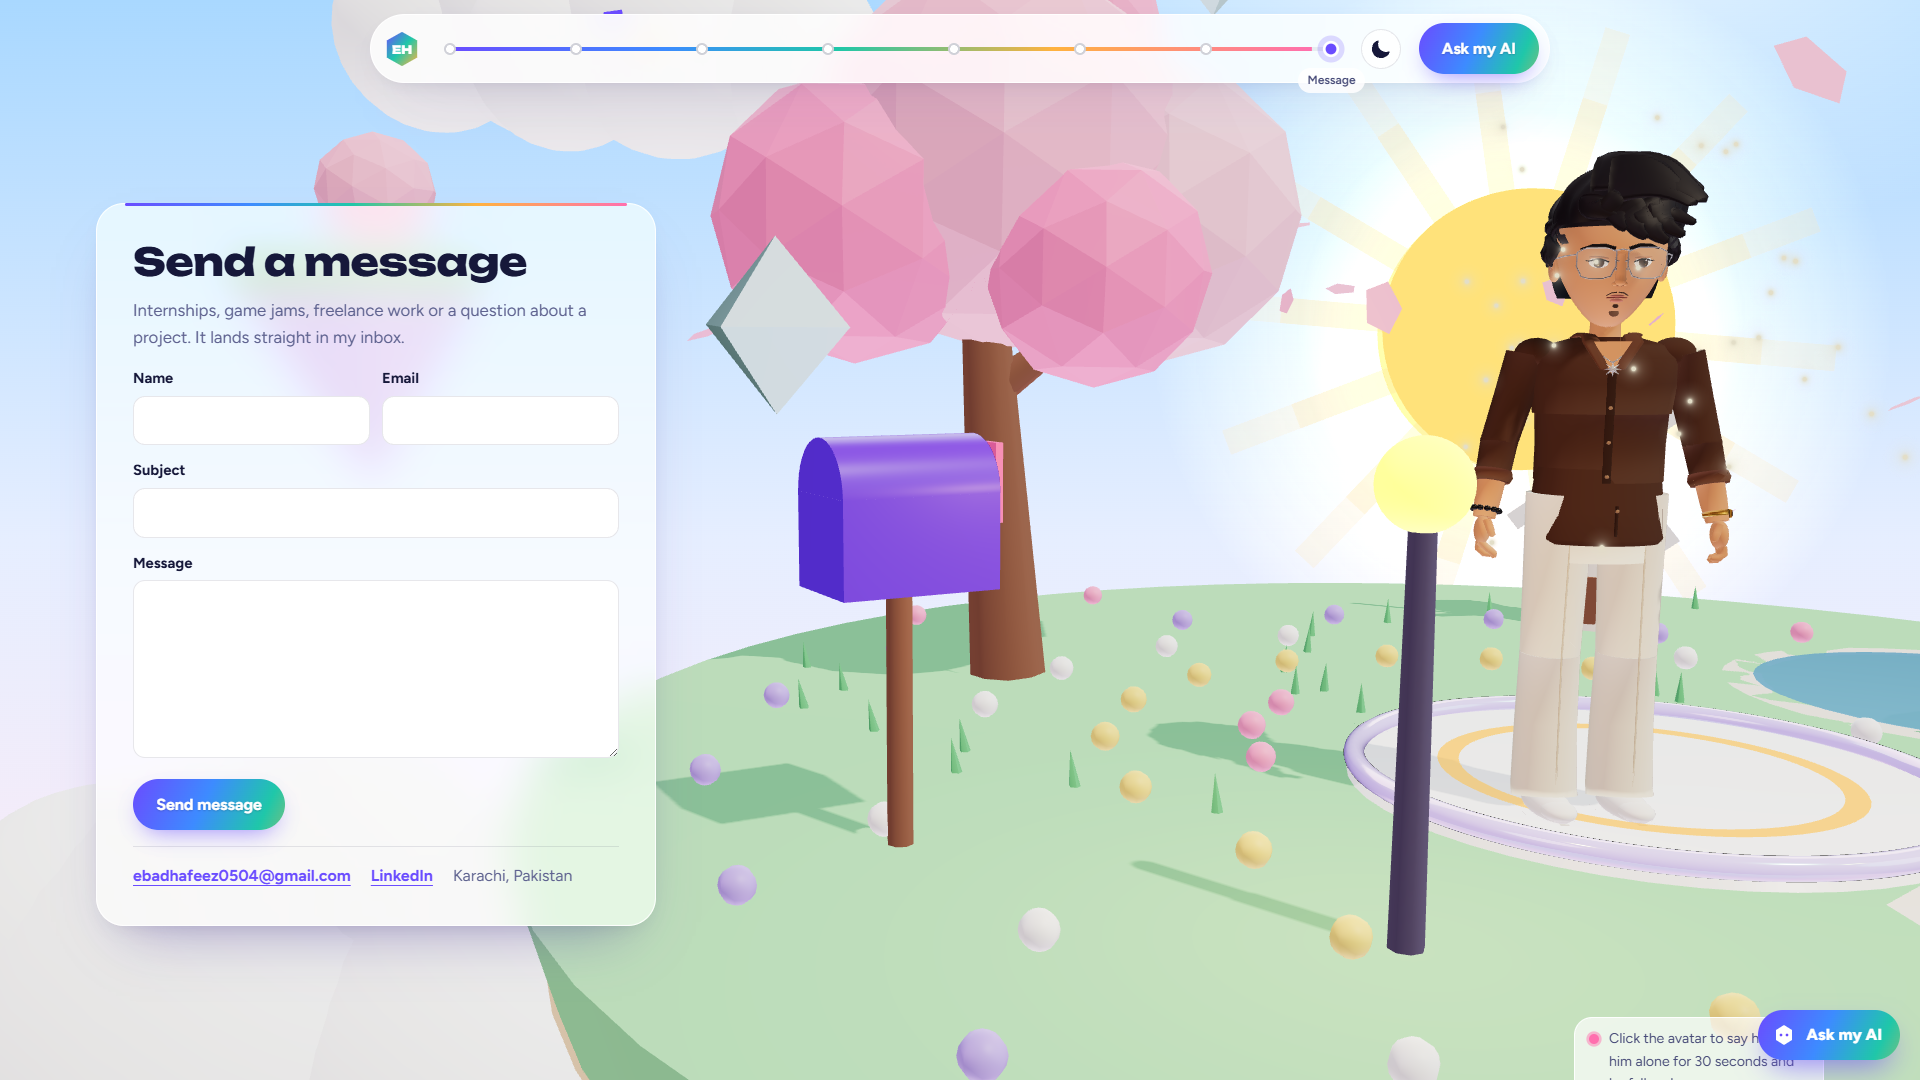 EH
Ask my AI
Message
Send a message
Internships, game jams, freelance work or a question about a
project. It lands straight in my inbox.
Name
Email
Subject
Message
Send message
ebadhafeez0504@gmail.com
LinkedIn
Karachi, Pakistan
Click the avatar to say
him alone for 30 seconds and
Ask my AI